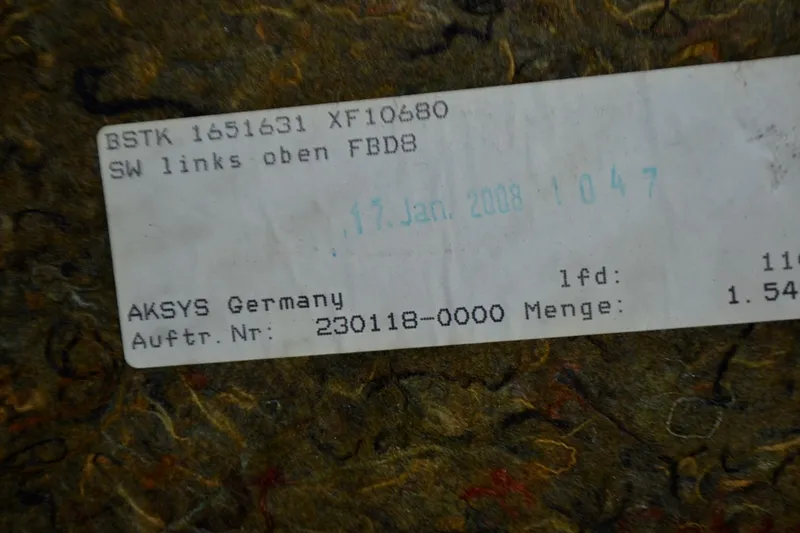 BSTK 1651631 XF10680
SW links oben FBD8
17. Jan. 2008 1047
AKSYS Germany lfd:
Auftr.Nr: 230118-0000 Menge: